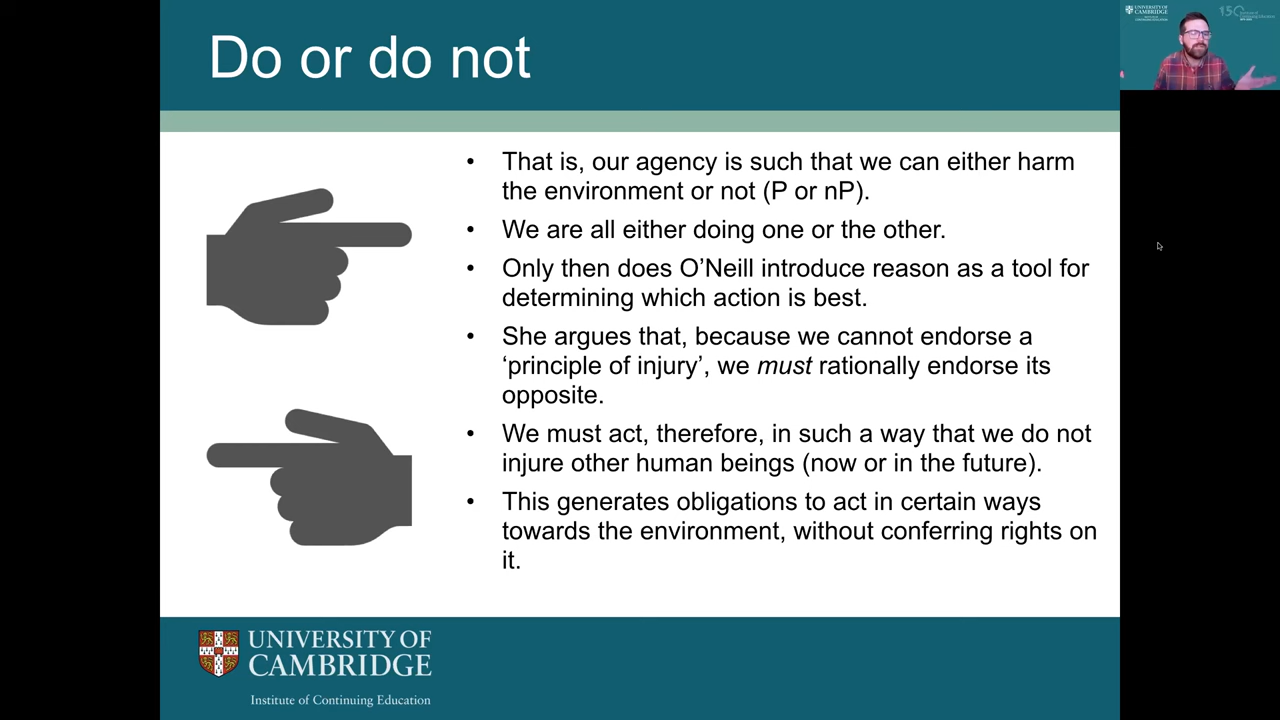 Do or do not
UNIVERSITY OF
CAMBRIDGE
150
• That is, our agency is such that we can either harm
the environment or not (P or nP).
• We are all either doing one or the other.
• Only then does O’Neill introduce reason as a tool for
determining which action is best.
• She argues that, because we cannot endorse a
‘principle of injury’, we must rationally endorse its
opposite.
• We must act, therefore, in such a way that we do not
injure other human beings (now or in the future).
• This generates obligations to act in certain ways
towards the environment, without conferring rights on
it.
UNIVERSITY OF
CAMBRIDGE
Institute of Continuing Education